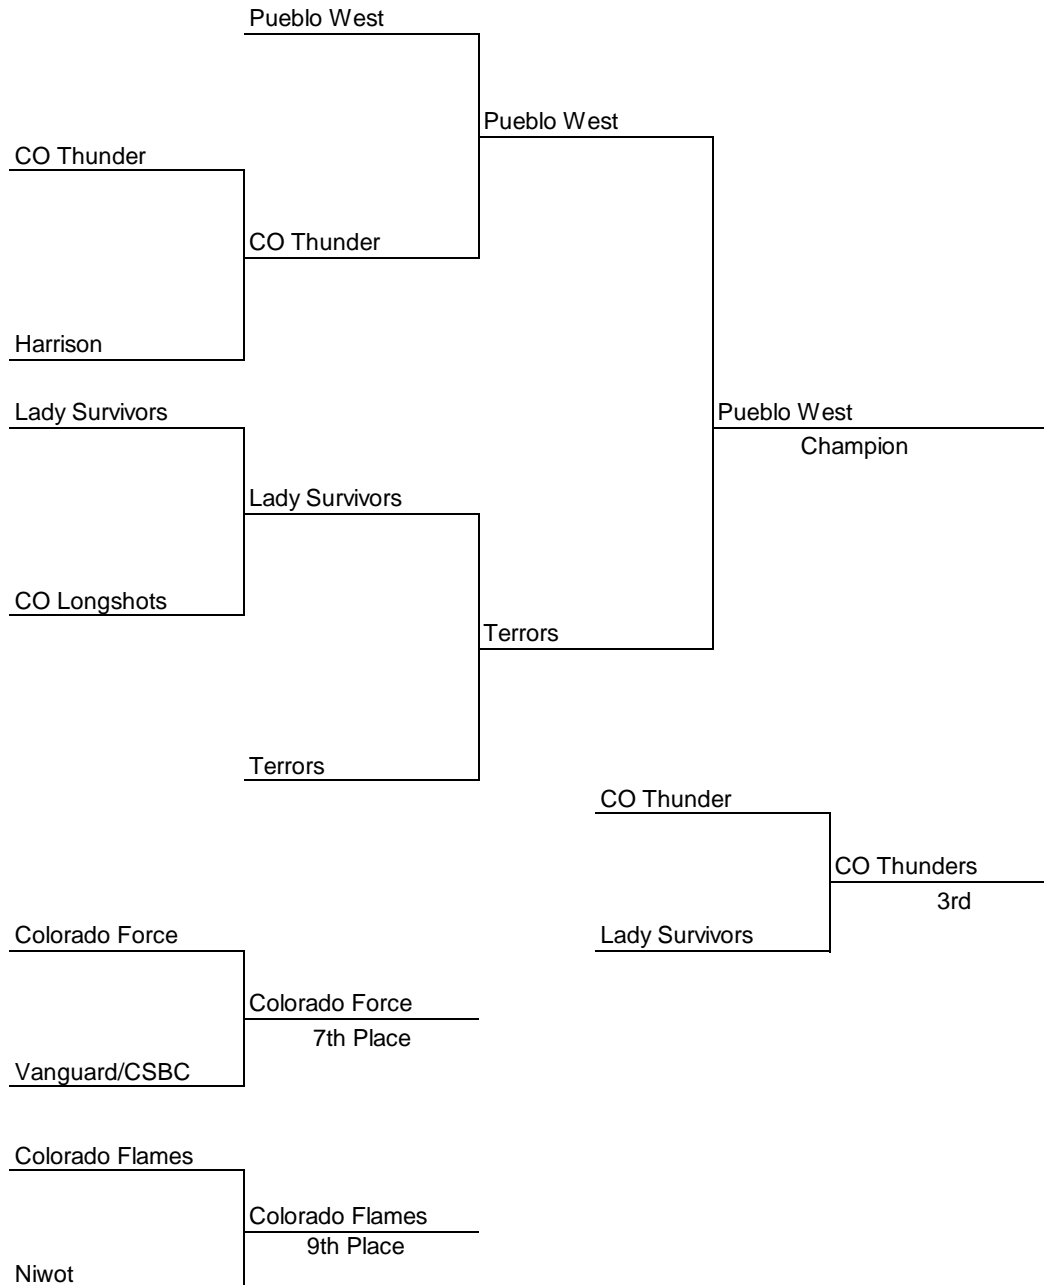 Pueblo West
Pueblo West
CO Thunder
CO Thunder
Harrison
Lady Survivors
Pueblo West
Champion
Lady Survivors
CO Longshots
Terrors
Terrors
CO Thunder
CO Thunders
3rd
Colorado Force
Lady Survivors
Colorado Force
7th Place
Vanguard/CSBC
Colorado Flames
Colorado Flames
9th Place
Niwot